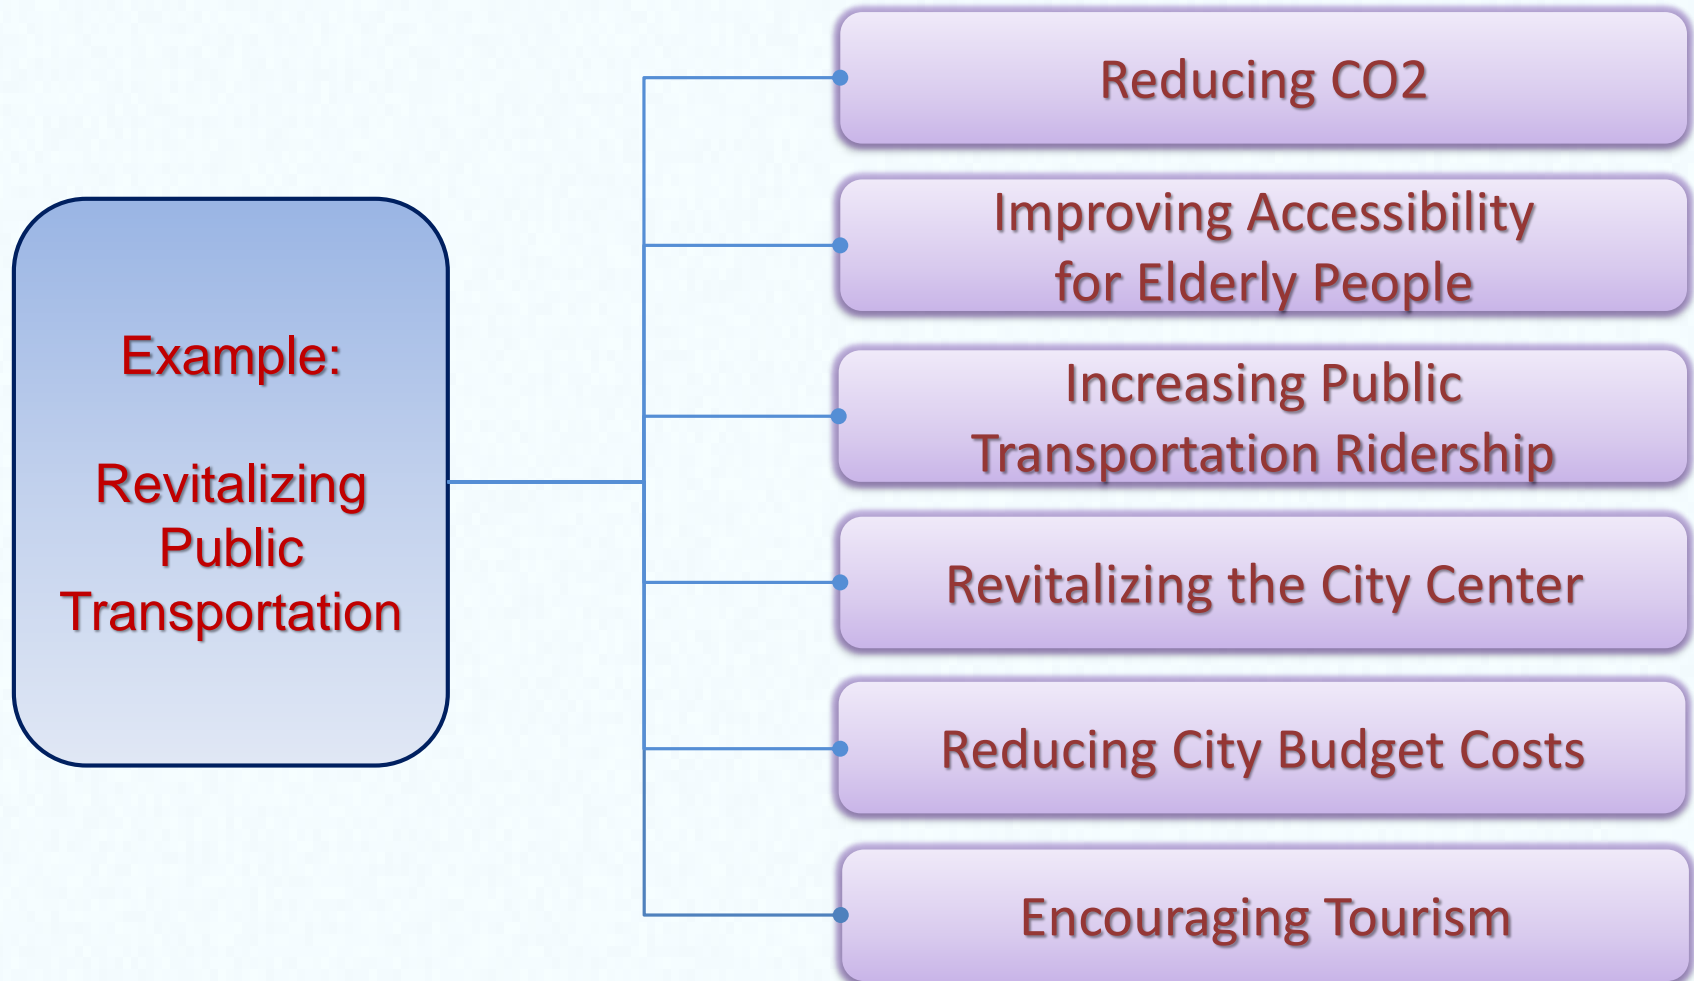 Example:
Revitalizing
Public
Transportation
Reducing CO2
Improving Accessibility
for Elderly People
Increasing Public
Transportation Ridership
Revitalizing the City Center
Reducing City Budget Costs
Encouraging Tourism